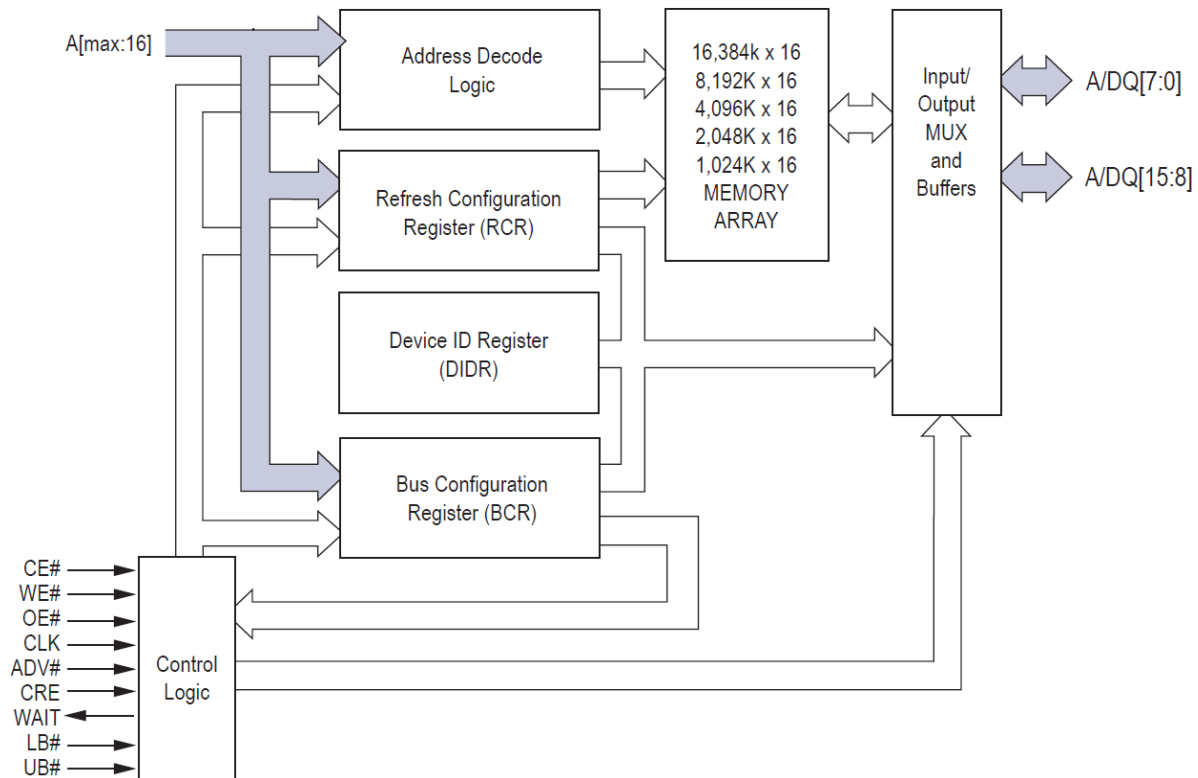 A[max:16]
Address Decode
Logic
16,384k x 16
8,192K x 16
4,096K x 16
2,048K x 16
1,024K x 16
MEMORY
ARRAY
Input/
Output
MUX
and
Buffers
A/DQ[7:0]
A/DQ[15:8]
Refresh Configuration
Register (RCR)
Device ID Register
(DIDR)
Bus Configuration
Register (BCR)
CE#
WE#
OE#
CLK
ADV#
CRE
WAIT
LB#
UB#
Control
Logic